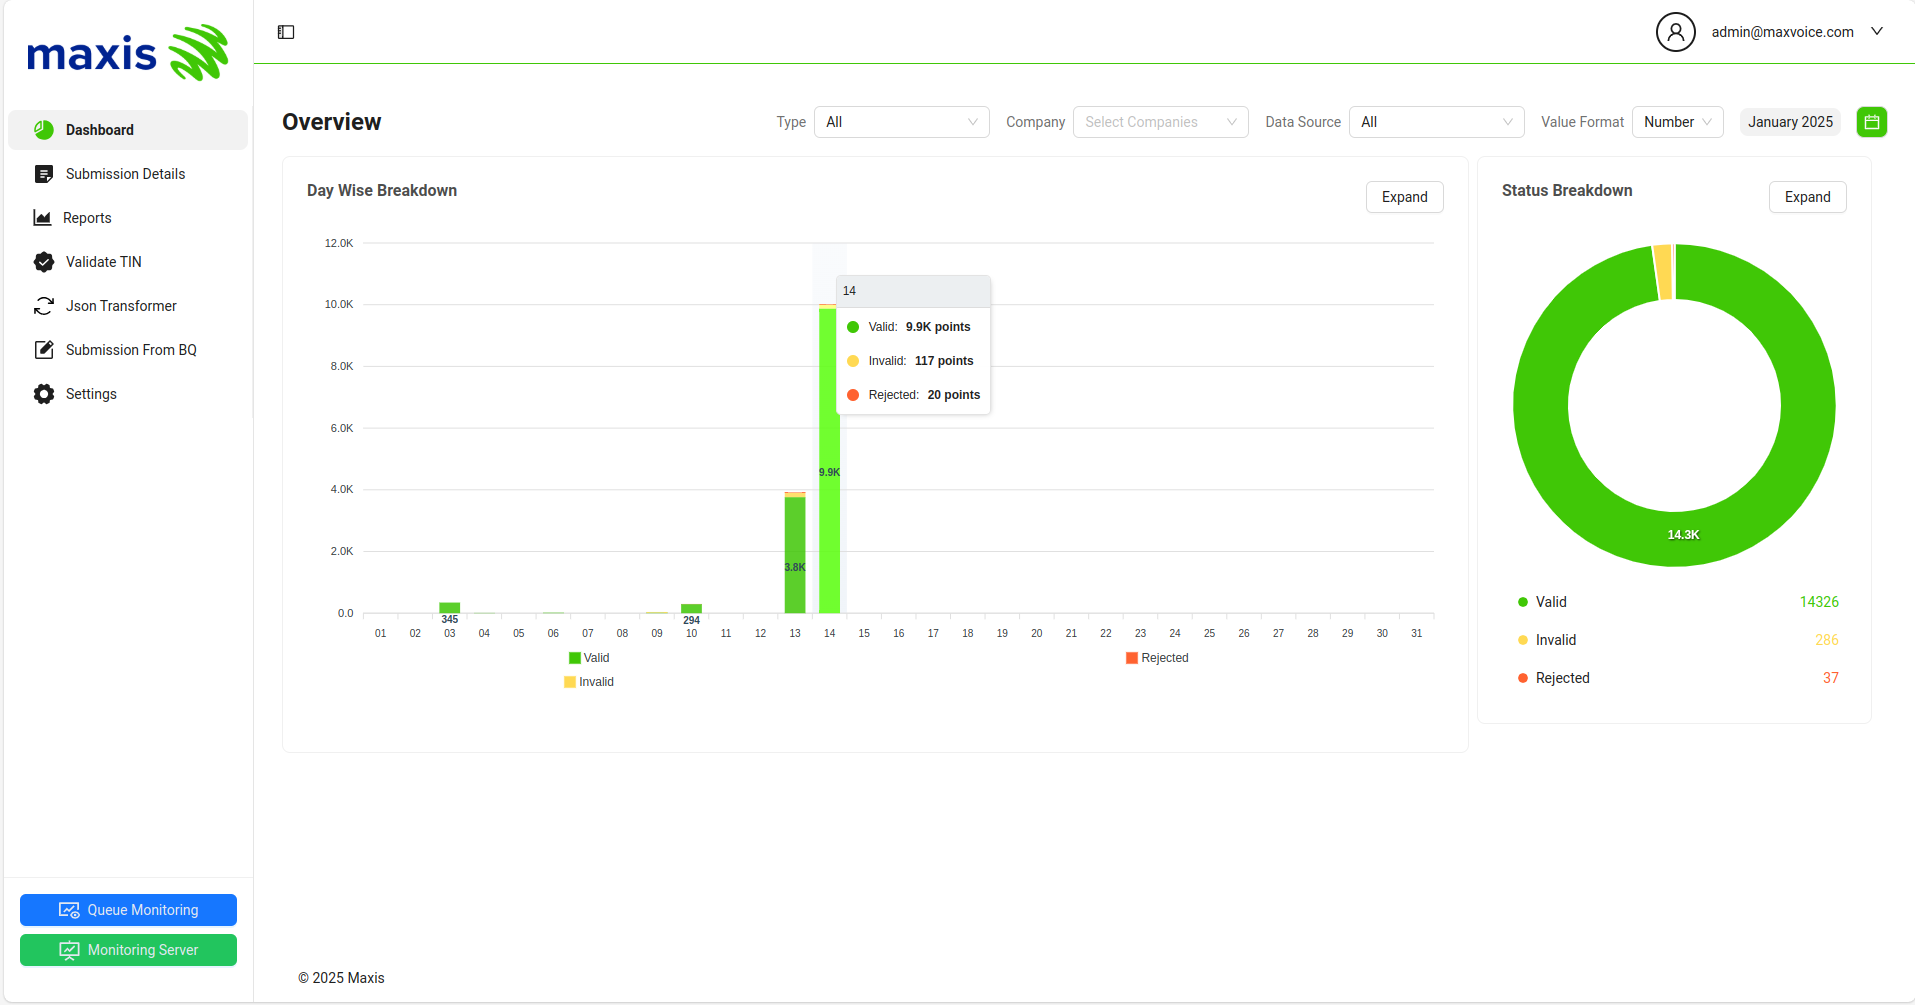 maxis
admin@maxvoice.com
Dashboard
Submission Details
Reports
Validate TIN
Json Transformer
Submission From BQ
Settings
Queue Monitoring
Monitoring Server
Overview
Type All Company Select Companies Data Source All Value Format Number January 2025
Day Wise Breakdown
Expand
12.0K
10.0K
8.0K
6.0K
4.0K
2.0K
0.0
14
Valid: 9.9K points
Invalid: 117 points
Rejected: 20 points
9.9K
3.8K
345
294
01 02 03 04 05 06 07 08 09 10 11 12 13 14 15 16 17 18 19 20 21 22 23 24 25 26 27 28 29 30 31
Valid
Rejected
Invalid
Status Breakdown
Expand
14.3K
Valid 14326
Invalid 286
Rejected 37
© 2025 Maxis